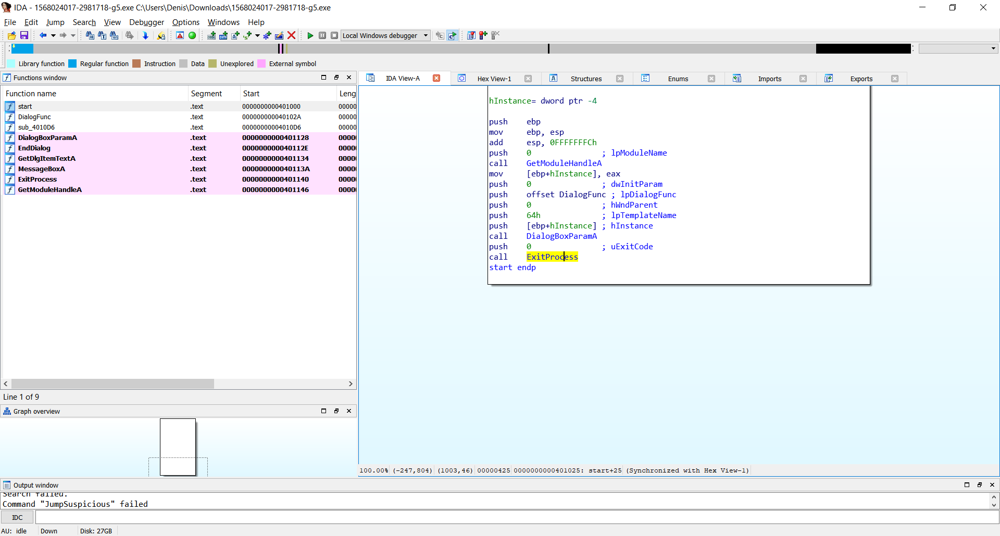 IDA - 1568024017-2981718-g5.exe C:\Users\Denis\Downloads\1568024017-2981718-g5.exe
File Edit Jump Search View Debugger Options Windows Help
Local Windows debugger
Library function Regular function Instruction Data Unexplored External symbol
Functions window
Function name Segment Start Leng
start .text 0000000000401000 00000
DialogFunc .text 000000000040102A 00000
sub_4010D6 .text 00000000004010D6 00000
DialogBoxParamA .text 0000000000401128 0000
EndDialog .text 000000000040112E 0000
GetDlgItemTextA .text 0000000000401134 0000
MessageBoxA .text 000000000040113A 0000
ExitProcess .text 0000000000401140 0000
GetModuleHandleA .text 0000000000401146 0000
Line 1 of 9
Graph overview
IDA View-A Hex View-1 Structures Enums Imports Exports
hInstance= dword ptr -4
push ebp
mov ebp, esp
add esp, 0FFFFFFFCh
push 0 ; lpModuleName
call GetModuleHandleA
mov [ebp+hInstance], eax
push 0 ; dwInitParam
push offset DialogFunc ; lpDialogFunc
push 0 ; hWndParent
push 64h ; lpTemplateName
push [ebp+hInstance] ; hInstance
call DialogBoxParamA
push 0 ; uExitCode
call ExitProcess
start endp
100.00% (-247,804) (1003,46) 00000425 0000000000401025: start+25 (Synchronized with Hex View-1)
Output window
Search failed.
Command "JumpSuspicious" failed
IDC
AU: idle Down Disk: 27GB